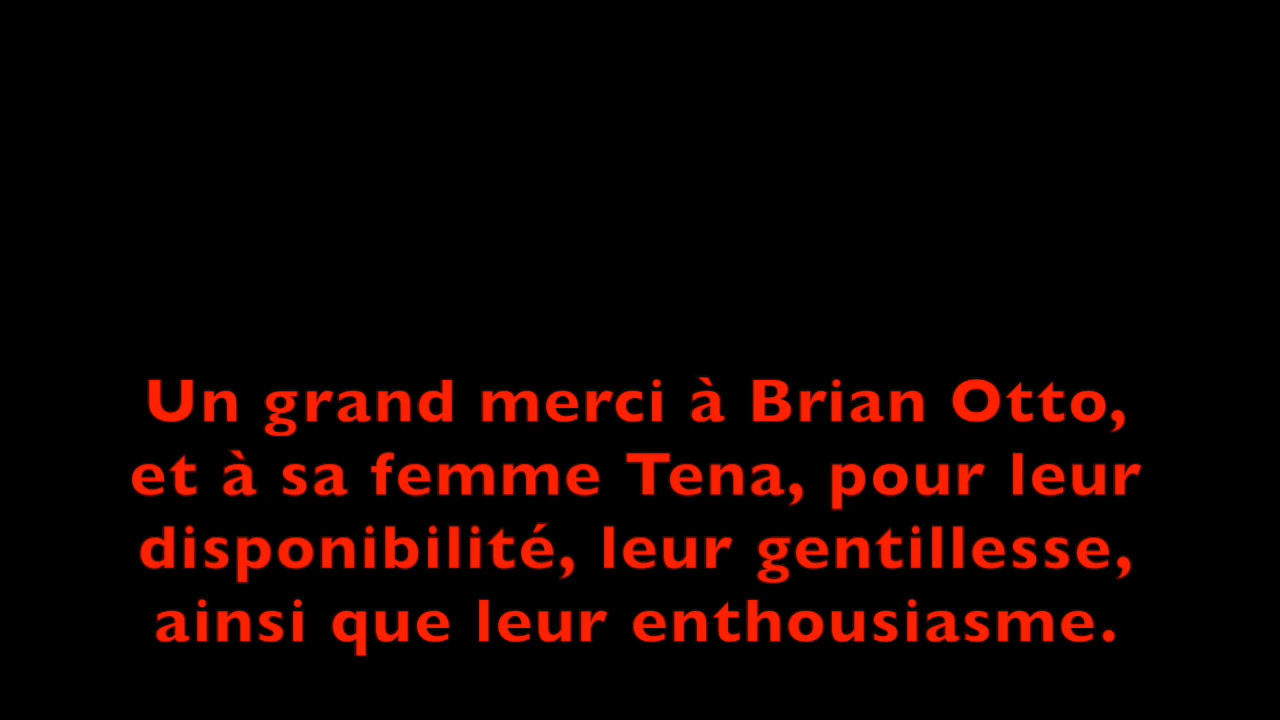 Un grand merci à Brian Otto,
et à sa femme Tena, pour leur
disponibilité, leur gentillesse,
ainsi que leur enthousiasme.